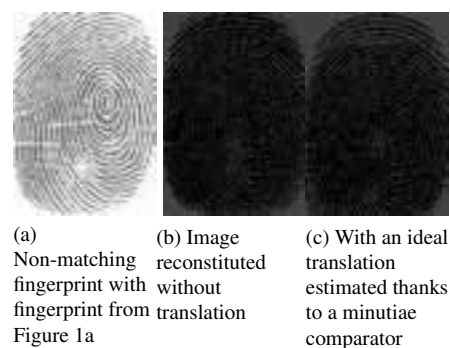 (a)
Non-matching
fingerprint with
fingerprint from
Figure 1a
(b) Image
reconstituted
without
translation
(c) With an ideal
translation
estimated thanks
to a minutiae
comparator